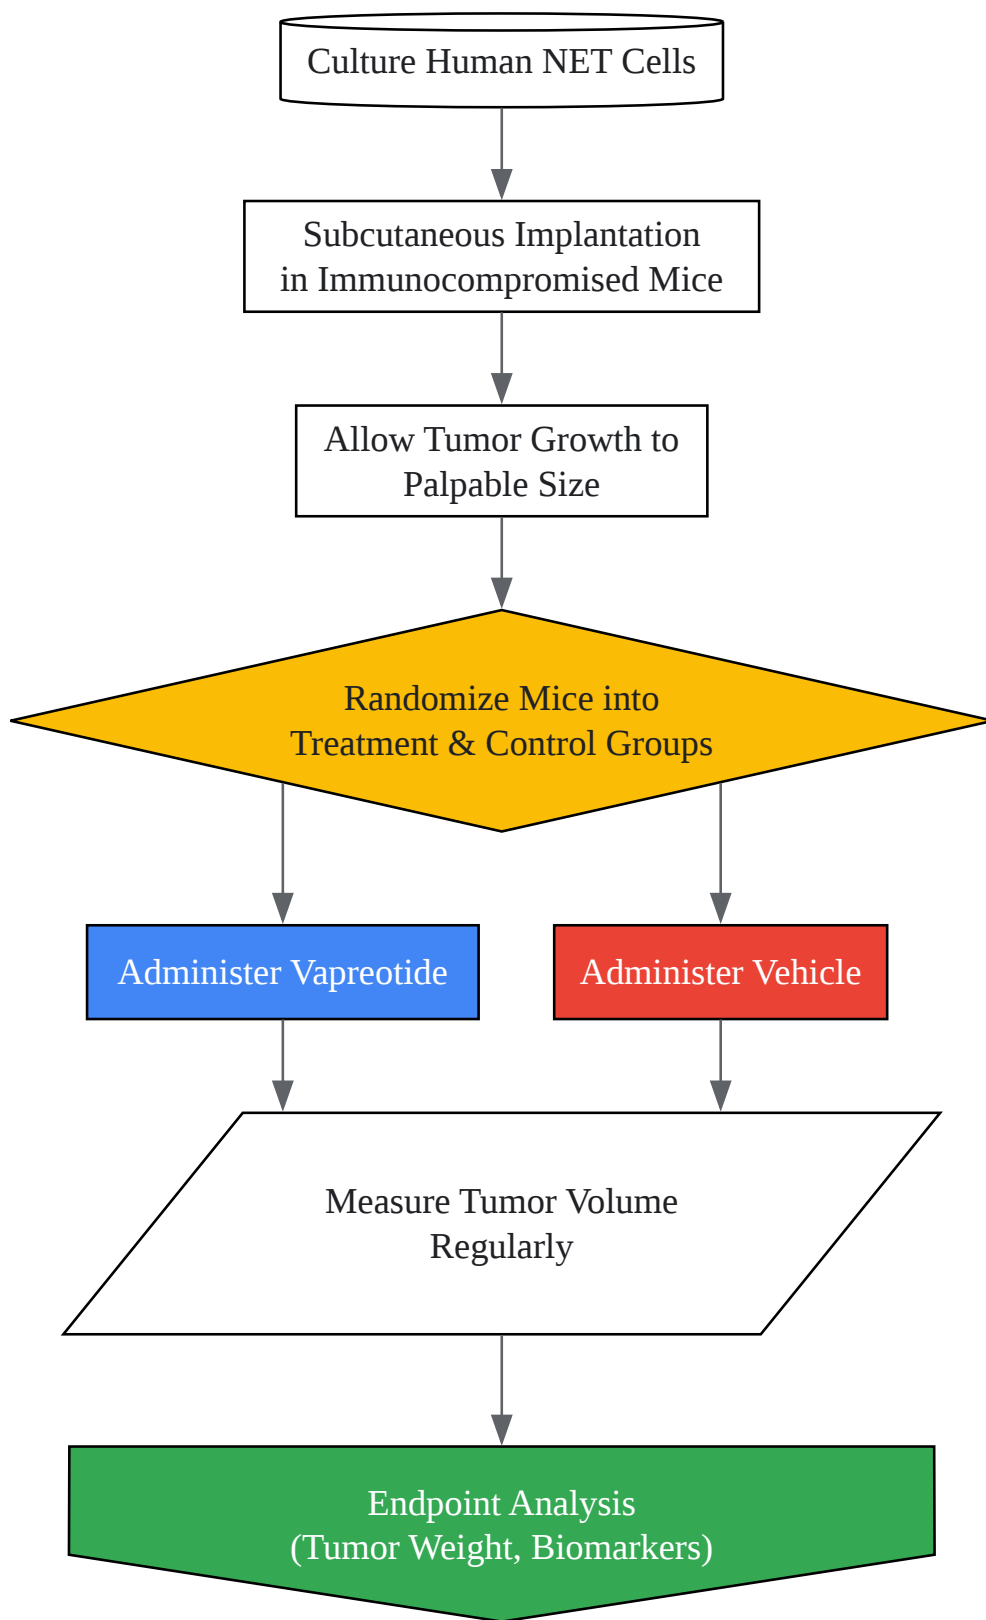 Culture Human NET Cells
Subcutaneous Implantation
in Immunocompromised Mice
Allow Tumor Growth to
Palpable Size
Randomize Mice into
Treatment & Control Groups
Administer Vapreotide
Administer Vehicle
Measure Tumor Volume
Regularly
Endpoint Analysis
(Tumor Weight, Biomarkers)